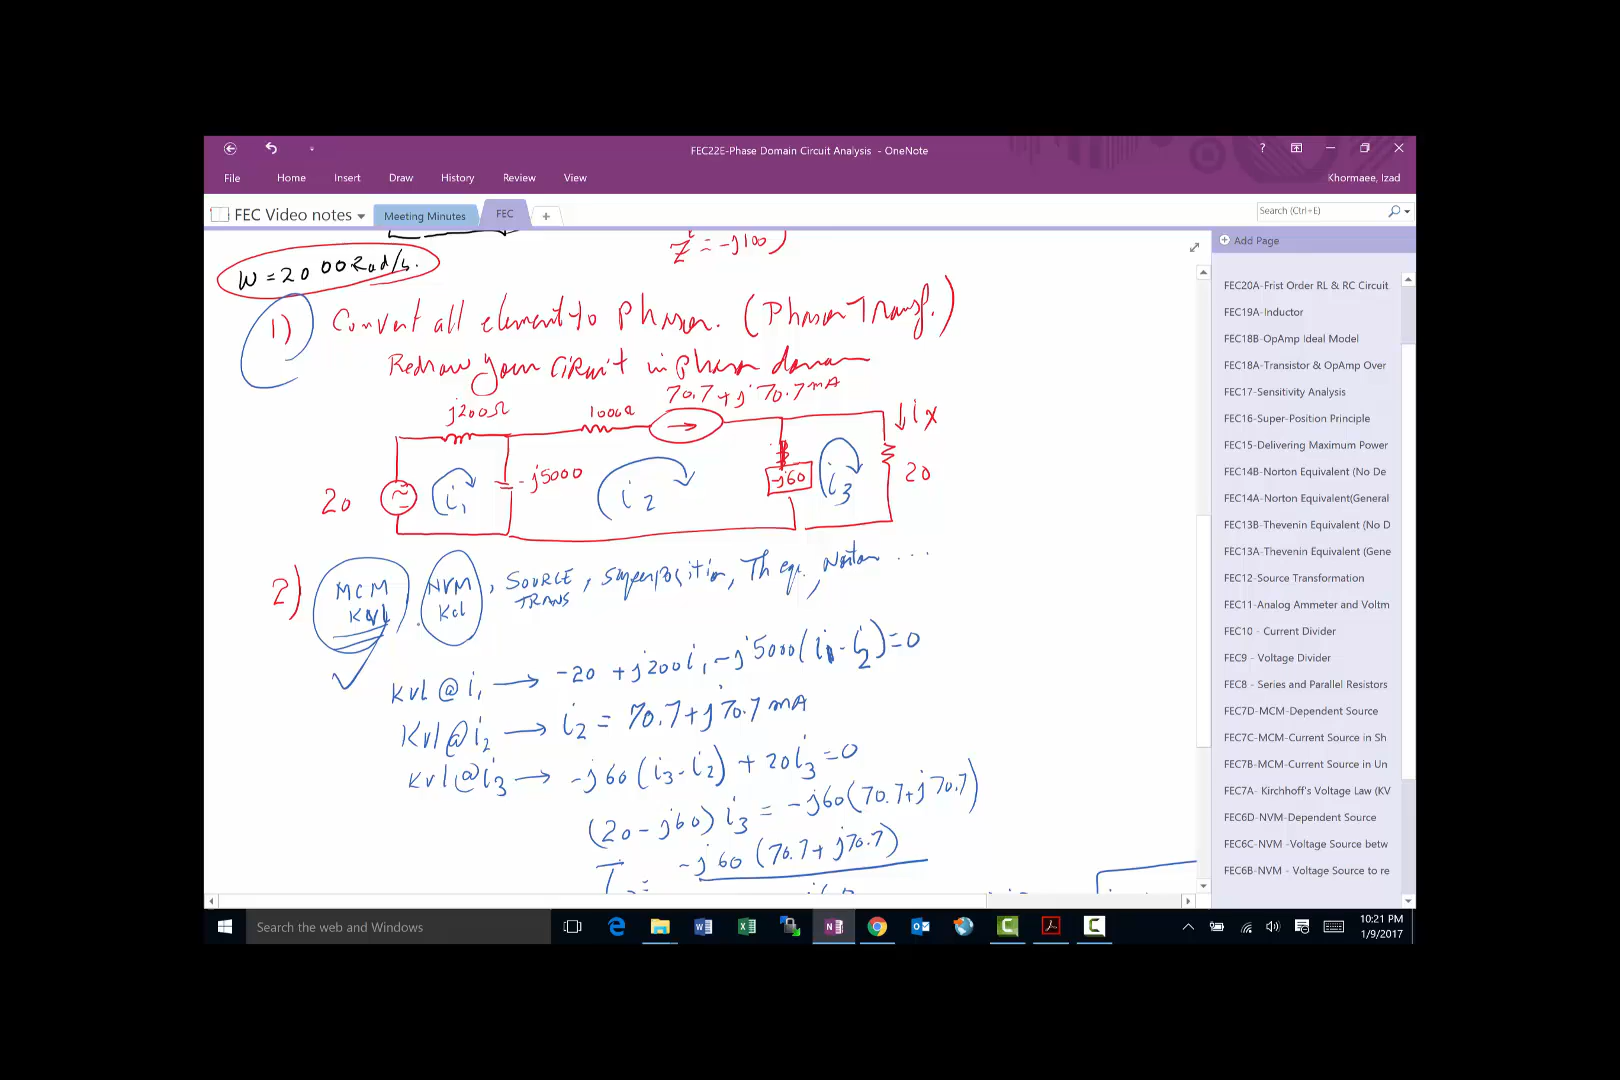 FEC22E-Phase Domain Circuit Analysis - OneNote
?
File Home Insert Draw History Review View
Khormaee, Izad
FEC Video notes
Meeting Minutes
FEC
+
Search (Ctrl+E)
Add Page
FEC20A-Frist Order RL & RC Circuit
FEC19A-Inductor
FEC18B-OpAmp Ideal Model
FEC18A-Transistor & OpAmp Over
FEC17-Sensitivity Analysis
FEC16-Super-Position Principle
FEC15-Delivering Maximum Power
FEC14B-Norton Equivalent (No De
FEC14A-Norton Equivalent(General
FEC13B-Thevenin Equivalent (No D
FEC13A-Thevenin Equivalent (Gene
FEC12-Source Transformation
FEC11-Analog Ammeter and Voltm
FEC10 - Current Divider
FEC9 - Voltage Divider
FEC8 - Series and Parallel Resistors
FEC7D-MCM-Dependent Source
FEC7C-MCM-Current Source in Sh
FEC7B-MCM-Current Source in Un
FEC7A- Kirchhoff's Voltage Law (KV
FEC6D-NVM-Dependent Source
FEC6C-NVM -Voltage Source betw
FEC6B-NVM - Voltage Source to re
Z = -j100)
W = 2000 Rad/s.
1) Convert all element to Phasor. (Phasor Transf.)
Redraw your Circuit in phasor domain
70.7 + j 70.7 mA
j200Ω 100Ω ↓ ix
-j5000 -j60 20
20 i1 i2 i3
2) MCM KVL, NVM KCL, SOURCE TRANS, Superposition, Th eqv., Norton ...
KVL @ i1 → -20 + j200 i1 - j5000 (i1 - i2) = 0
KVL @ i2 → i2 = 70.7 + j70.7 mA
KVL @ i3 → -j60 (i3 - i2) + 20 i3 = 0
(20 - j60) i3 = -j60 (70.7 + j70.7)
-j60 (70.7 + j70.7)
Search the web and Windows
10:21 PM
1/9/2017